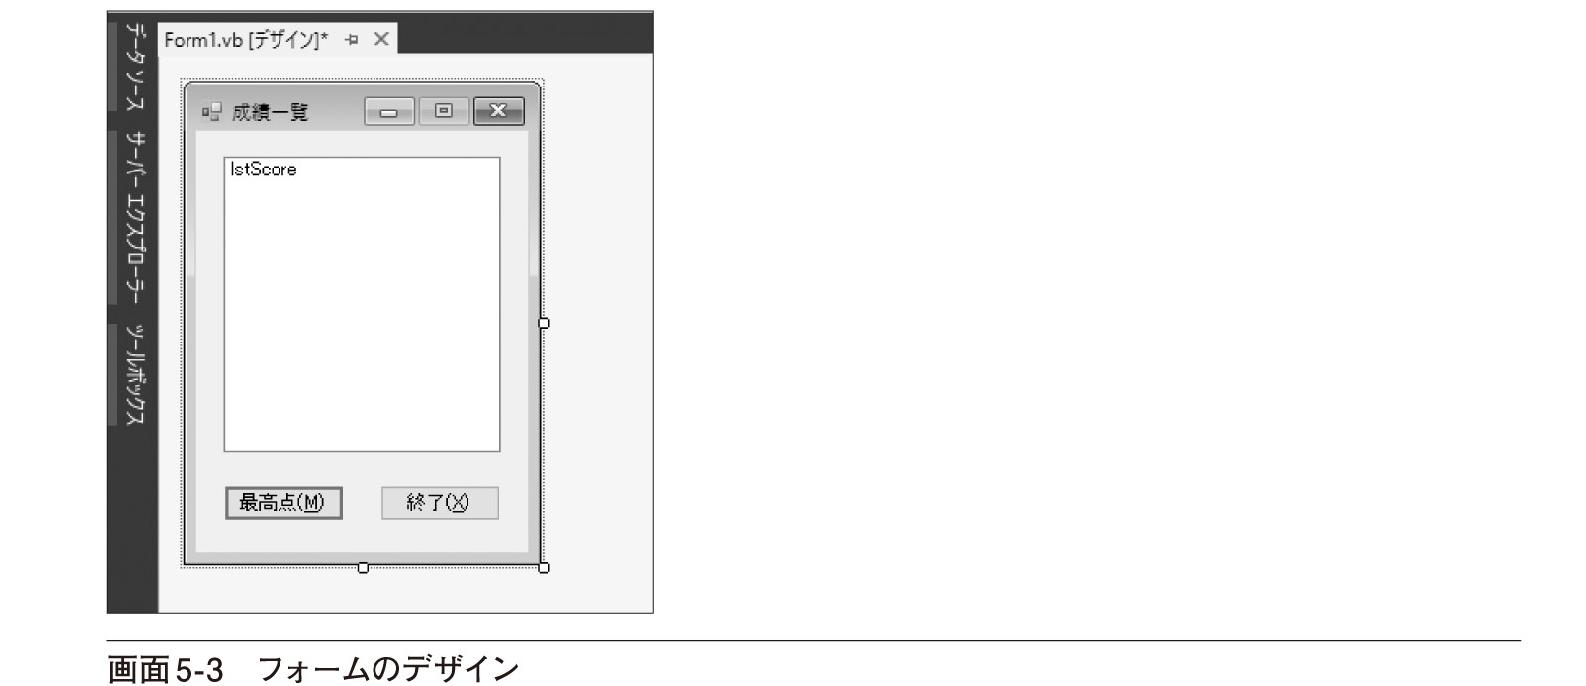 Form1.vb [デザイン]*
データ ソース
サーバー エクスプローラー
ツールボックス
成績一覧
lstScore
最高点(M)
終了(X)
画面5-3　フォームのデザイン